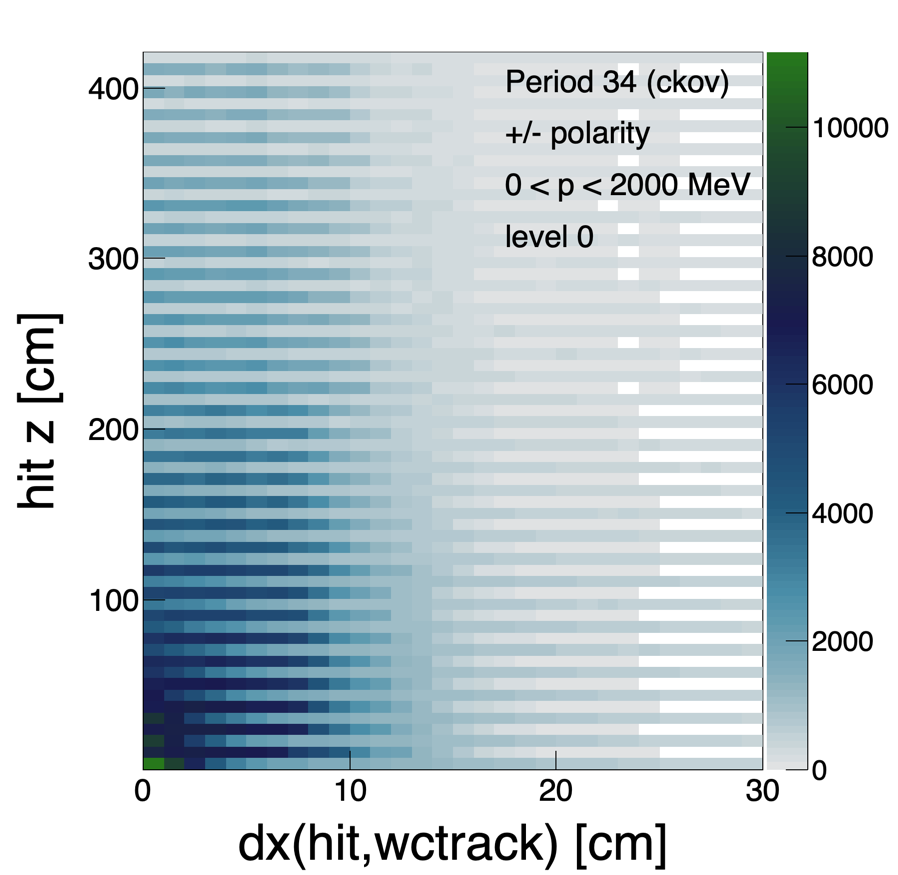 Period 34 (ckov)
+/- polarity
0 < p < 2000 MeV
level 0
hit z [cm]
400
300
200
100
0
10
20
30
dx(hit,wctrack) [cm]
10000
8000
6000
4000
2000
0